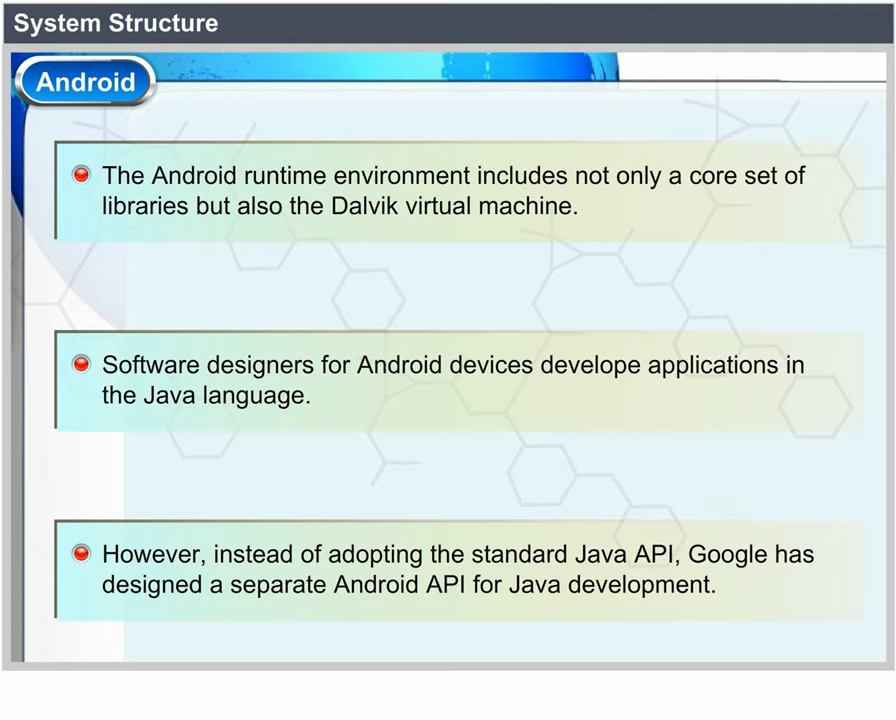 System Structure
Android
The Android runtime environment includes not only a core set of
libraries but also the Dalvik virtual machine.
Software designers for Android devices develope applications in
the Java language.
However, instead of adopting the standard Java API, Google has
designed a separate Android API for Java development.